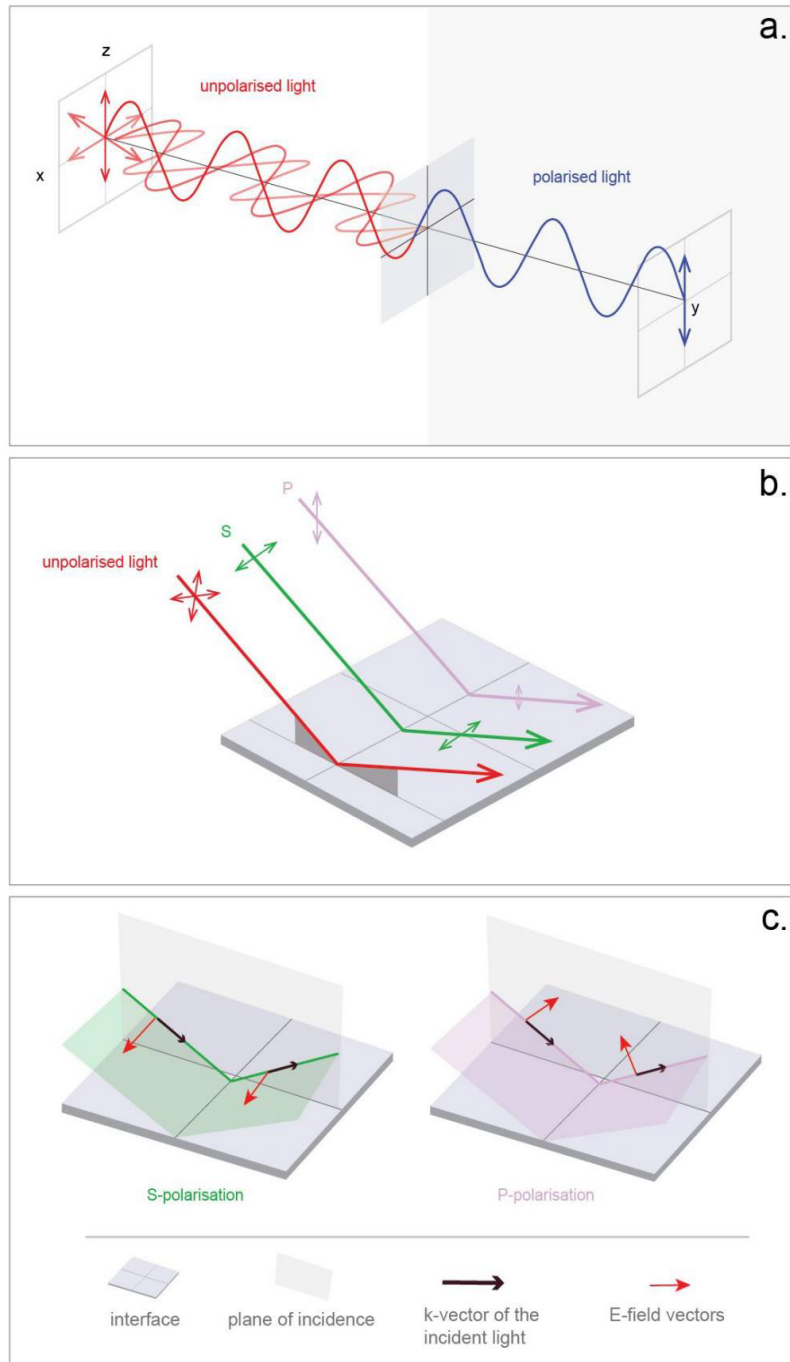 a.
z
unpolarised light
x
polarised light
y
b.
P
S
unpolarised light
c.
S-polarisation
P-polarisation
interface
plane of incidence
k-vector of the
incident light
E-field vectors